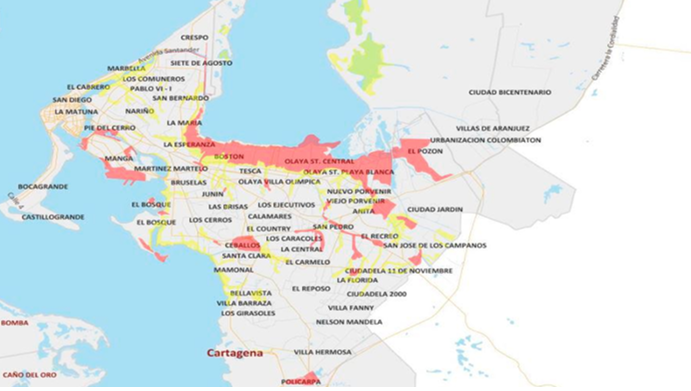 CRESPO
Avenida Santander
SIETE DE AGOSTO
MARBELLA
LOS COMUNEROS
EL CABRERO
PABLO VI - I
SAN BERNARDO
SAN DIEGO
LA MATUNA
NARIÑO
LA MARIA
PIE DEL CERRO
LA ESPERANZA
MANGA
MARTINEZ MARTELO
BOSTON
OLAYA ST. CENTRAL
TESCA
OLAYA ST. PLAYA BLANCA
BRUSELAS
OLAYA VILLA OLIMPICA
BOCAGRANDE
Calle 8
CASTILLOGRANDE
JUNIN
NUEVO PORVENIR
EL BOSQUE
LAS BRISAS
LOS EJECUTIVOS
VIEJO PORVENIR
ANITA
CIUDAD JARDIN
EL BOSQUE
LOS CERROS
CALAMARES
EL COUNTRY
SAN PEDRO
LOS CARACOLES
EL RECREO
CEBALLOS
LA CENTRAL
SAN JOSE DE LOS CAMPANOS
SANTA CLARA
EL CARMELO
MAMONAL
CIUDADELA 11 DE NOVIEMBRE
LA FLORIDA
EL REPOSO
BELLAVISTA
CIUDADELA 2000
VILLA BARRAZA
VILLA FANNY
LOS GIRASOLES
NELSON MANDELA
Cartagena
VILLA HERMOSA
POLICARPA
BOMBA
CAÑO DEL ORO
CIUDAD BICENTENARIO
VILLAS DE ARANJUEZ
URBANIZACION COLOMBIATON
EL POZON
Carretera la Cordialidad